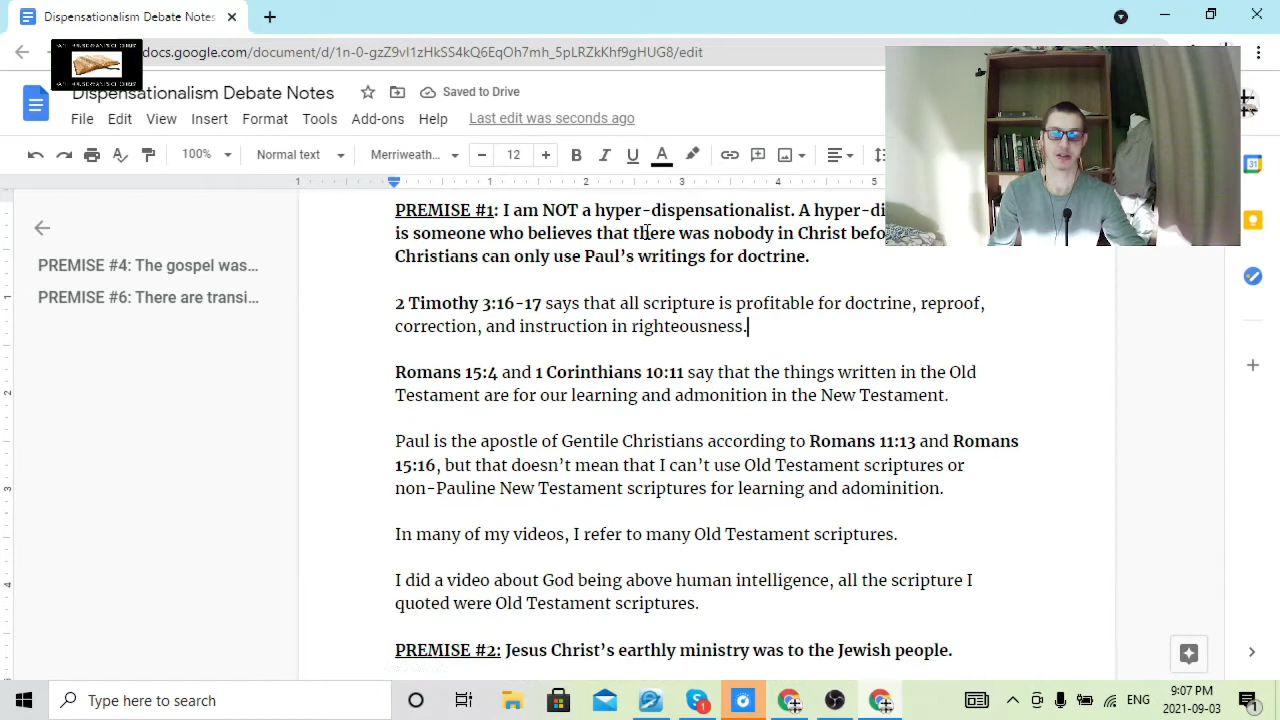 Dispensationalism Debate Notes
docs.google.com/document/d/1n-0-gzZ9vI1zHkSS4kOtEqDh7mh_5pLRZkKhf9gHUG8/edit
Dispensationalism Debate Notes
Saved to Drive
File Edit View Insert Format Tools Add-ons Help Last edit was seconds ago
100% Normal text Merriweath... 12
1 2 3 4 5
PREMISE #1: I am NOT a hyper-dispensationalist. A hyper-di
is someone who believes that there was nobody in Christ befo
Christians can only use Paul's writings for doctrine.
PREMISE #4: The gospel was...
PREMISE #6: There are transi...
2 Timothy 3:16-17 says that all scripture is profitable for doctrine, reproof,
correction, and instruction in righteousness.
Romans 15:4 and 1 Corinthians 10:11 say that the things written in the Old
Testament are for our learning and admonition in the New Testament.
Paul is the apostle of Gentile Christians according to Romans 11:13 and Romans
15:16, but that doesn't mean that I can't use Old Testament scriptures or
non-Pauline New Testament scriptures for learning and adominition.
In many of my videos, I refer to many Old Testament scriptures.
I did a video about God being above human intelligence, all the scripture I
quoted were Old Testament scriptures.
PREMISE #2: Jesus Christ's earthly ministry was to the Jewish people.
Type here to search
ENG
9:07 PM
2021-09-03